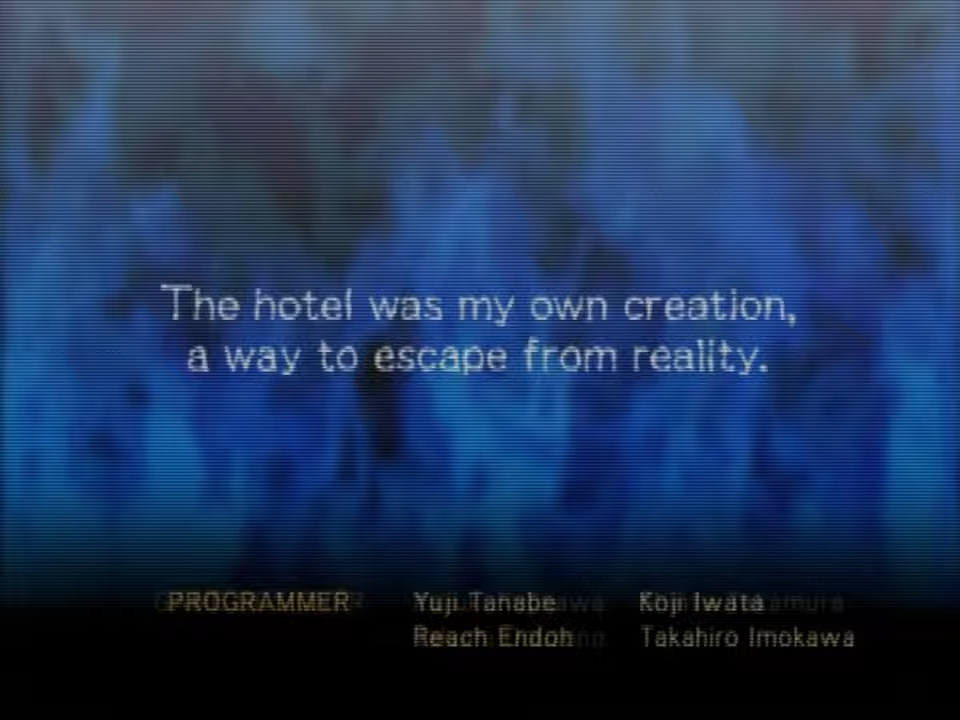 The hotel was my own creation,
a way to escape from reality.
PROGRAMMER Yuji Tanabe Koji Iwata
Reach Endoh Takahiro Imokawa